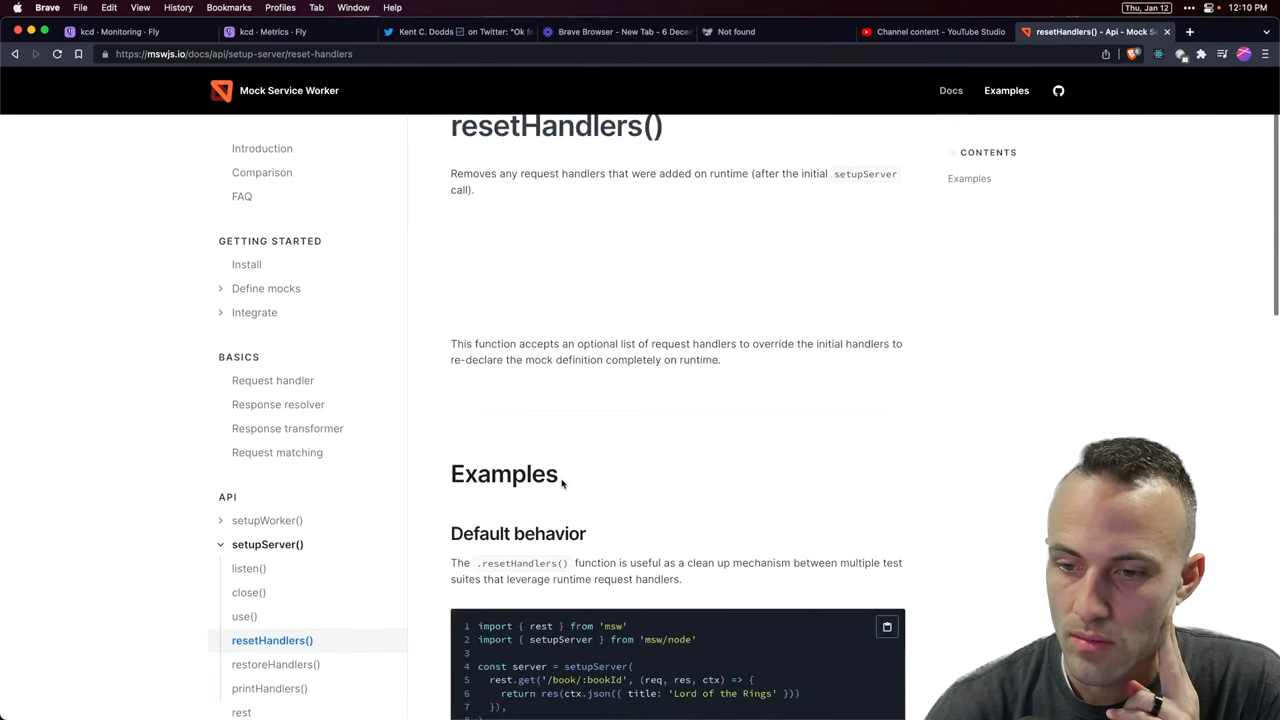 Brave File Edit View History Bookmarks Profiles Tab Window Help Thu, Jan 12 12:10 PM
kcd · Monitoring · Fly
kcd · Metrics · Fly
Kent C. Dodds on Twitter: "Ok f
Brave Browser - New Tab - 6 Dece
Not found
Channel content - YouTube Studio
resetHandlers() - Api - Mock Se
https://mswjs.io/docs/api/setup-server/reset-handlers
Mock Service Worker
Docs Examples
Introduction
Comparison
FAQ
GETTING STARTED
Install
Define mocks
Integrate
BASICS
Request handler
Response resolver
Response transformer
Request matching
API
setupWorker()
setupServer()
listen()
close()
use()
resetHandlers()
restoreHandlers()
printHandlers()
rest
resetHandlers()
Removes any request handlers that were added on runtime (after the initial setupServer
call).
This function accepts an optional list of request handlers to override the initial handlers to
re-declare the mock definition completely on runtime.
Examples
Default behavior
The .resetHandlers() function is useful as a clean up mechanism between multiple test
suites that leverage runtime request handlers.
1 import { rest } from 'msw'
2 import { setupServer } from 'msw/node'
3
4 const server = setupServer(
5 rest.get('/book/:bookId', (req, res, ctx) => {
6 return res(ctx.json({ title: 'Lord of the Rings' }))
7 }),
CONTENTS
Examples